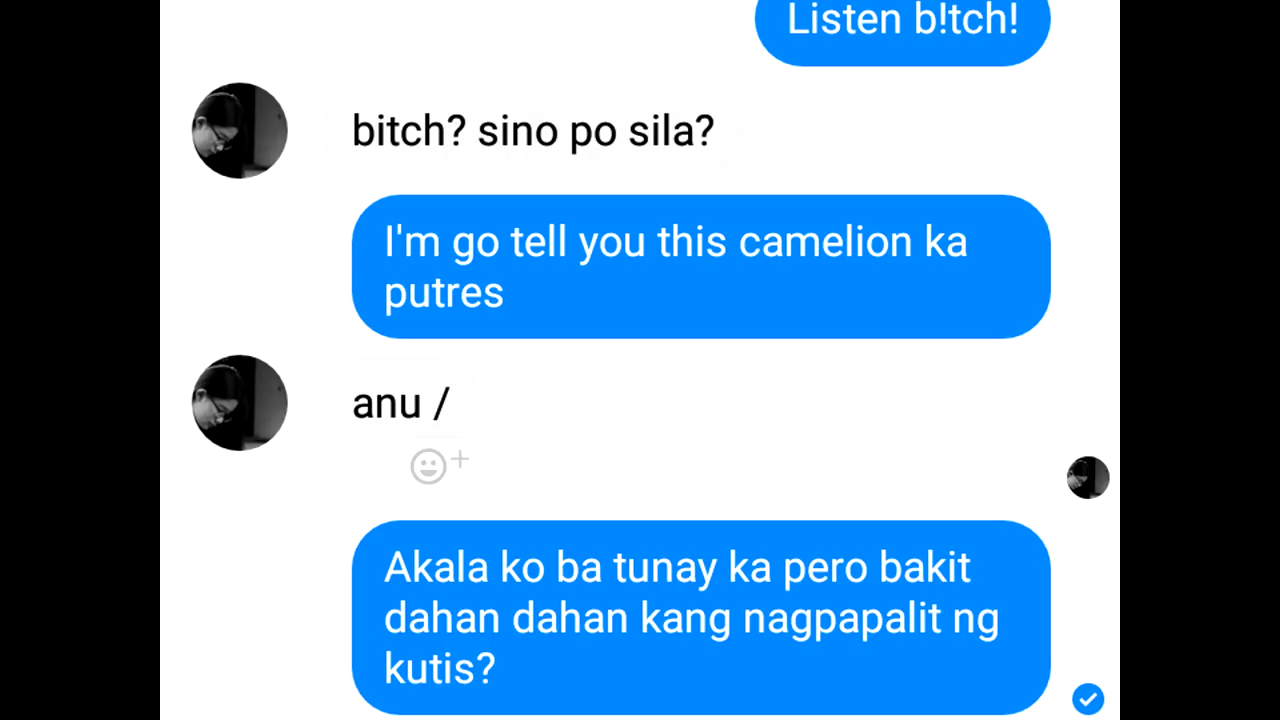 Listen b!tch!
bitch? sino po sila?
I'm go tell you this camelion ka
putres
anu /
Akala ko ba tunay ka pero bakit
dahan dahan kang nagpapalit ng
kutis?